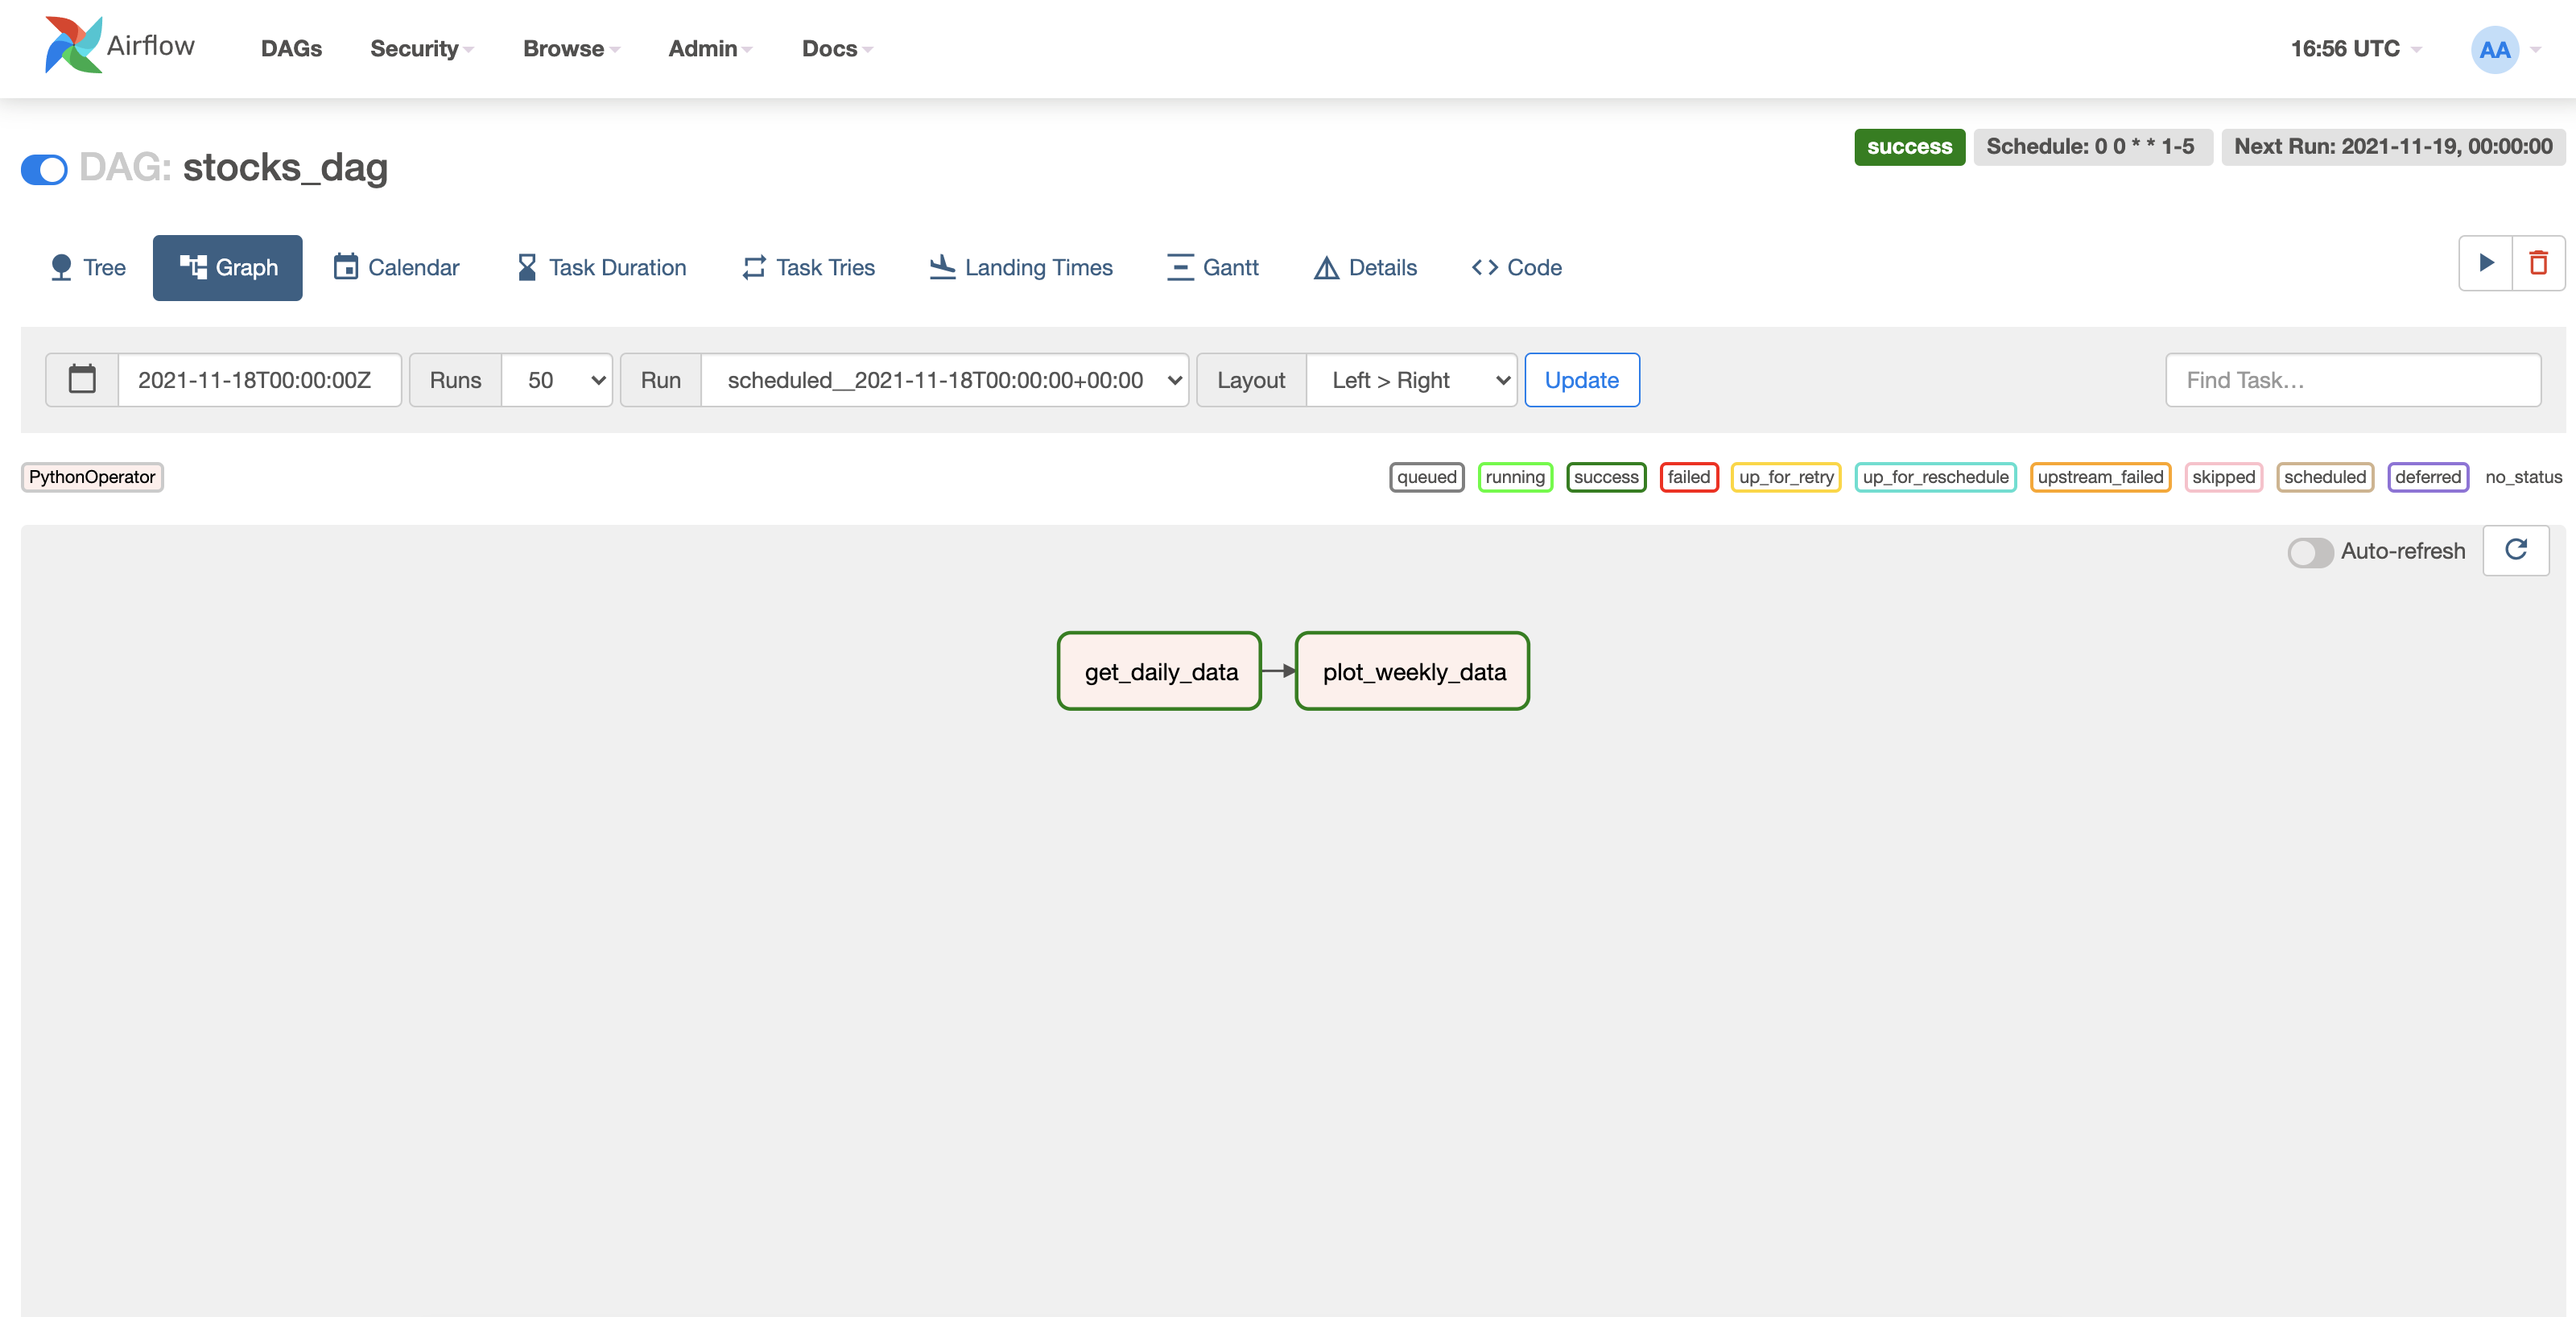 Airflow DAGs Security Browse Admin Docs 16:56 UTC AA
success Schedule: 0 0 * * 1-5 Next Run: 2021-11-19, 00:00:00
DAG: stocks_dag
Tree Graph Calendar Task Duration Task Tries Landing Times Gantt Details Code
2021-11-18T00:00:00Z Runs 50 Run scheduled__2021-11-18T00:00:00+00:00 Layout Left > Right Update Find Task...
PythonOperator queued running success failed up_for_retry up_for_reschedule upstream_failed skipped scheduled deferred no_status
Auto-refresh
get_daily_data plot_weekly_data